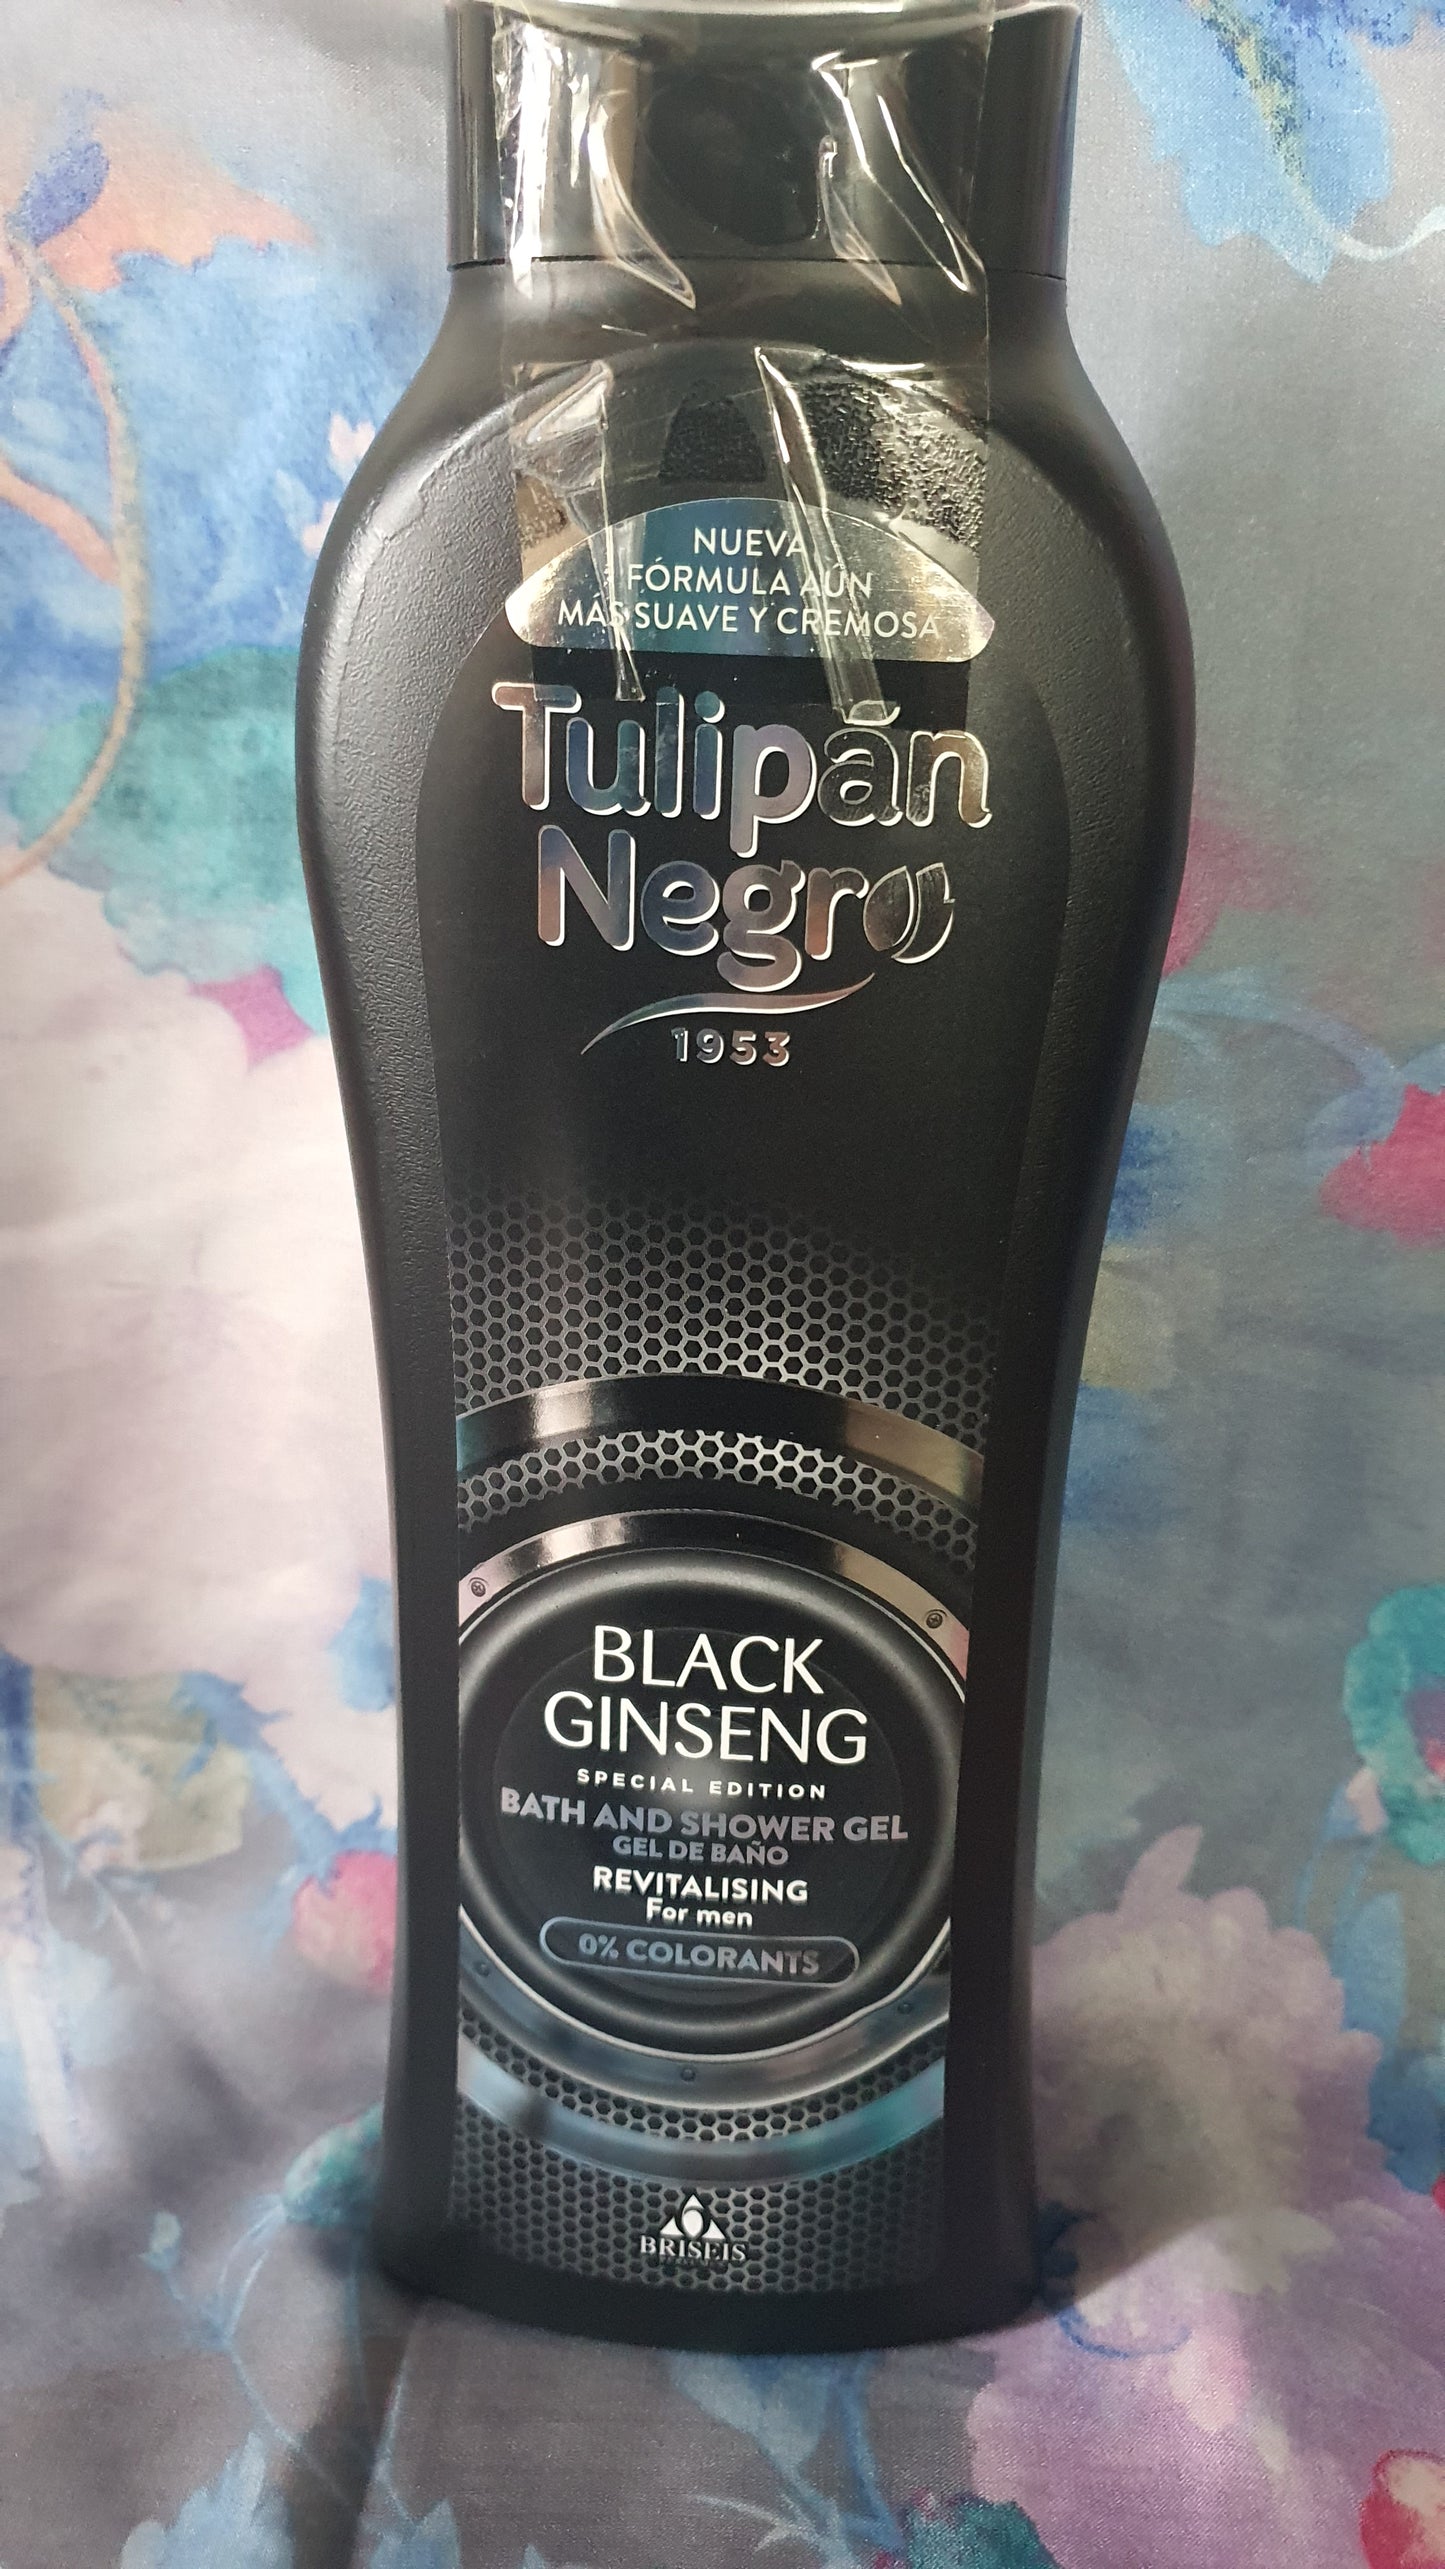 NUEVA
FÓRMULA AÚN
MÁS SUAVE Y CREMOSA
Tulipán
Negro
1953
BLACK
GINSENG
SPECIAL EDITION
BATH AND SHOWER GEL
GEL DE BAÑO
REVITALISING
For men
0% COLORANTS
BRISEIS